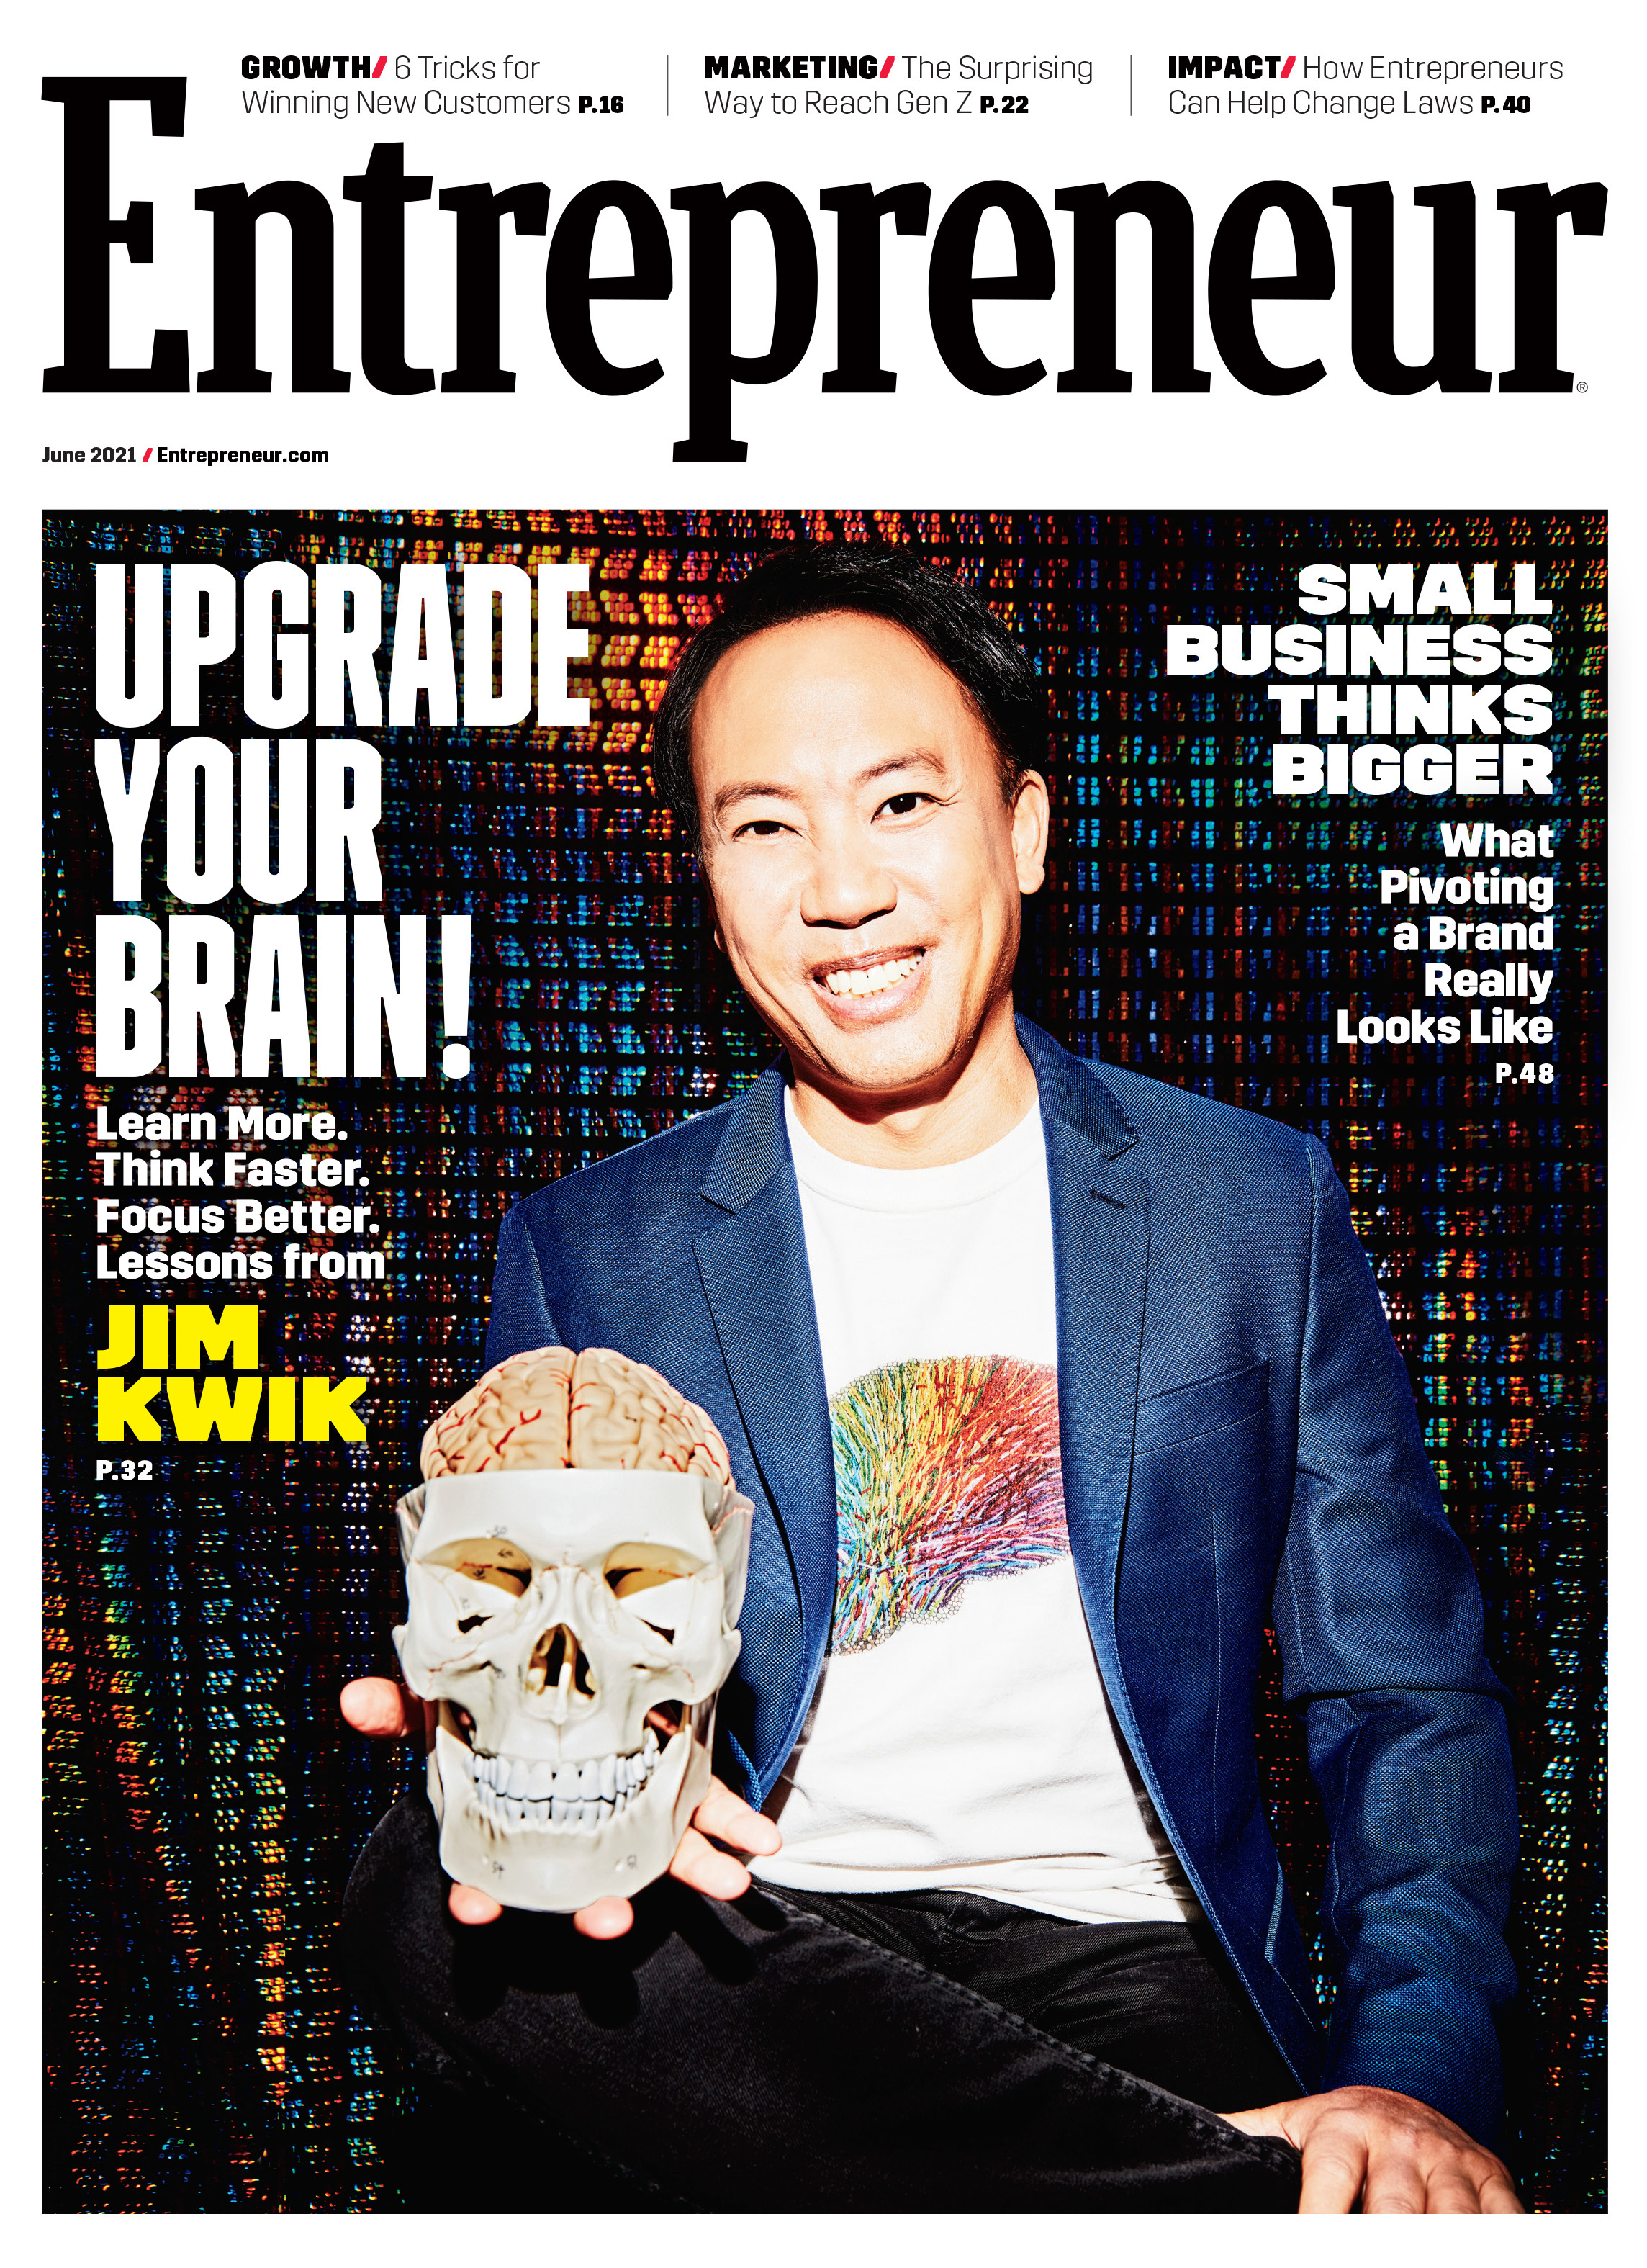 GROWTH/ 6 Tricks for
Winning New Customers P.16
MARKETING/ The Surprising
Way to Reach Gen Z P.22
IMPACT/ How Entrepreneurs
Can Help Change Laws P.40
Entrepreneur®
June 2021 / Entrepreneur.com
UPGRADE
YOUR
BRAIN!
Learn More.
Think Faster.
Focus Better.
Lessons from
JIM
KWIK
P.32
SMALL
BUSINESS
THINKS
BIGGER
What
Pivoting
a Brand
Really
Looks Like
P.48